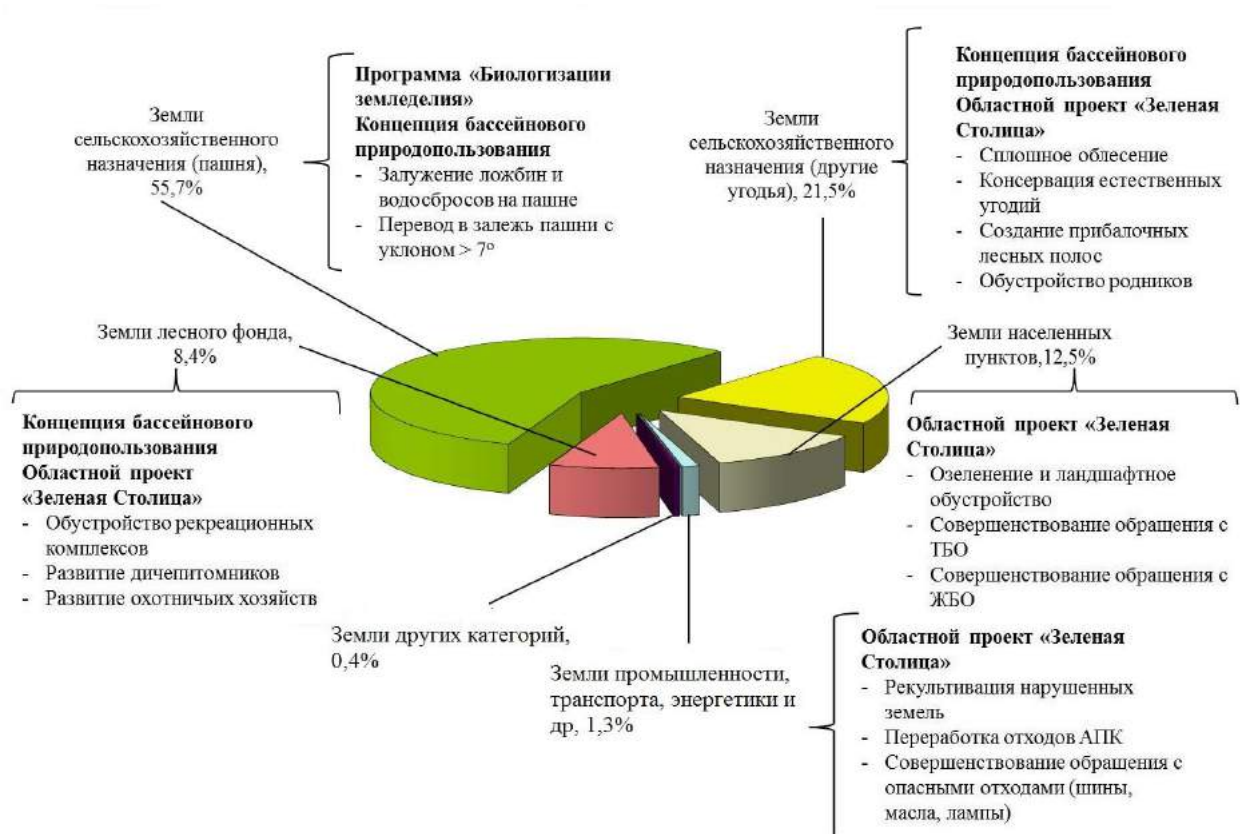 Земли
сельскохозяйственного
назначения (пашня),
55,7%
Программа «Биологизации
земледелия»
Концепция бассейнового
природопользования
- Залужение ложбин и
водосбросов на пашне
- Перевод в залежь пашни с
уклоном > 7°
Земли
сельскохозяйственного
назначения (другие
угодья), 21,5%
Концепция бассейнового
природопользования
Областной проект «Зеленая
Столица»
- Сплошное облесение
- Консервация естественных
угодий
- Создание прибалочных
лесных полос
- Обустройство родников
Земли лесного фонда,
8,4%
Концепция бассейнового
природопользования
Областной проект
«Зеленая Столица»
- Обустройство рекреационных
комплексов
- Развитие дичепитомников
- Развитие охотничьих хозяйств
Земли населенных
пунктов,12,5%
Областной проект «Зеленая
Столица»
- Озеленение и ландшафтное
обустройство
- Совершенствование обращения с
ТБО
- Совершенствование обращения с
ЖБО
Земли других категорий,
0,4%
Земли промышленности,
транспорта, энергетики и
др, 1,3%
Областной проект «Зеленая
Столица»
- Рекультивация нарушенных
земель
- Переработка отходов АПК
- Совершенствование обращения с
опасными отходами (шины,
масла, лампы)